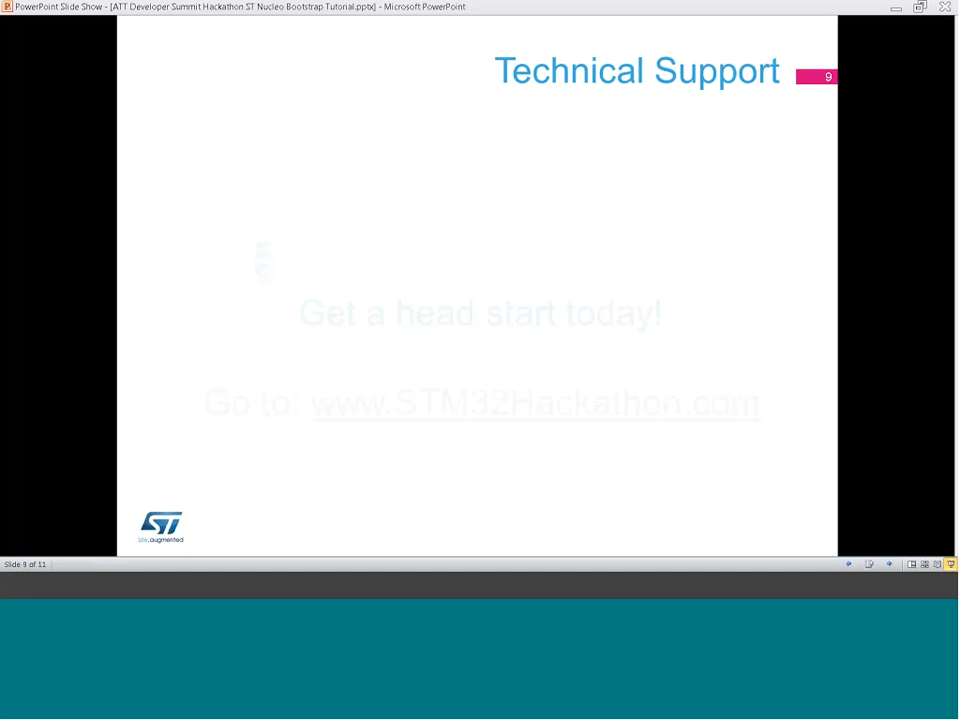 PowerPoint Slide Show - [ATT Developer Summit Hackathon ST Nucleo Bootstrap Tutorial.pptx] - Microsoft PowerPoint
Technical Support
9
Get a head start today!
Go to: www.STM32Hackathon.com
ST
life.augmented
Slide 9 of 11